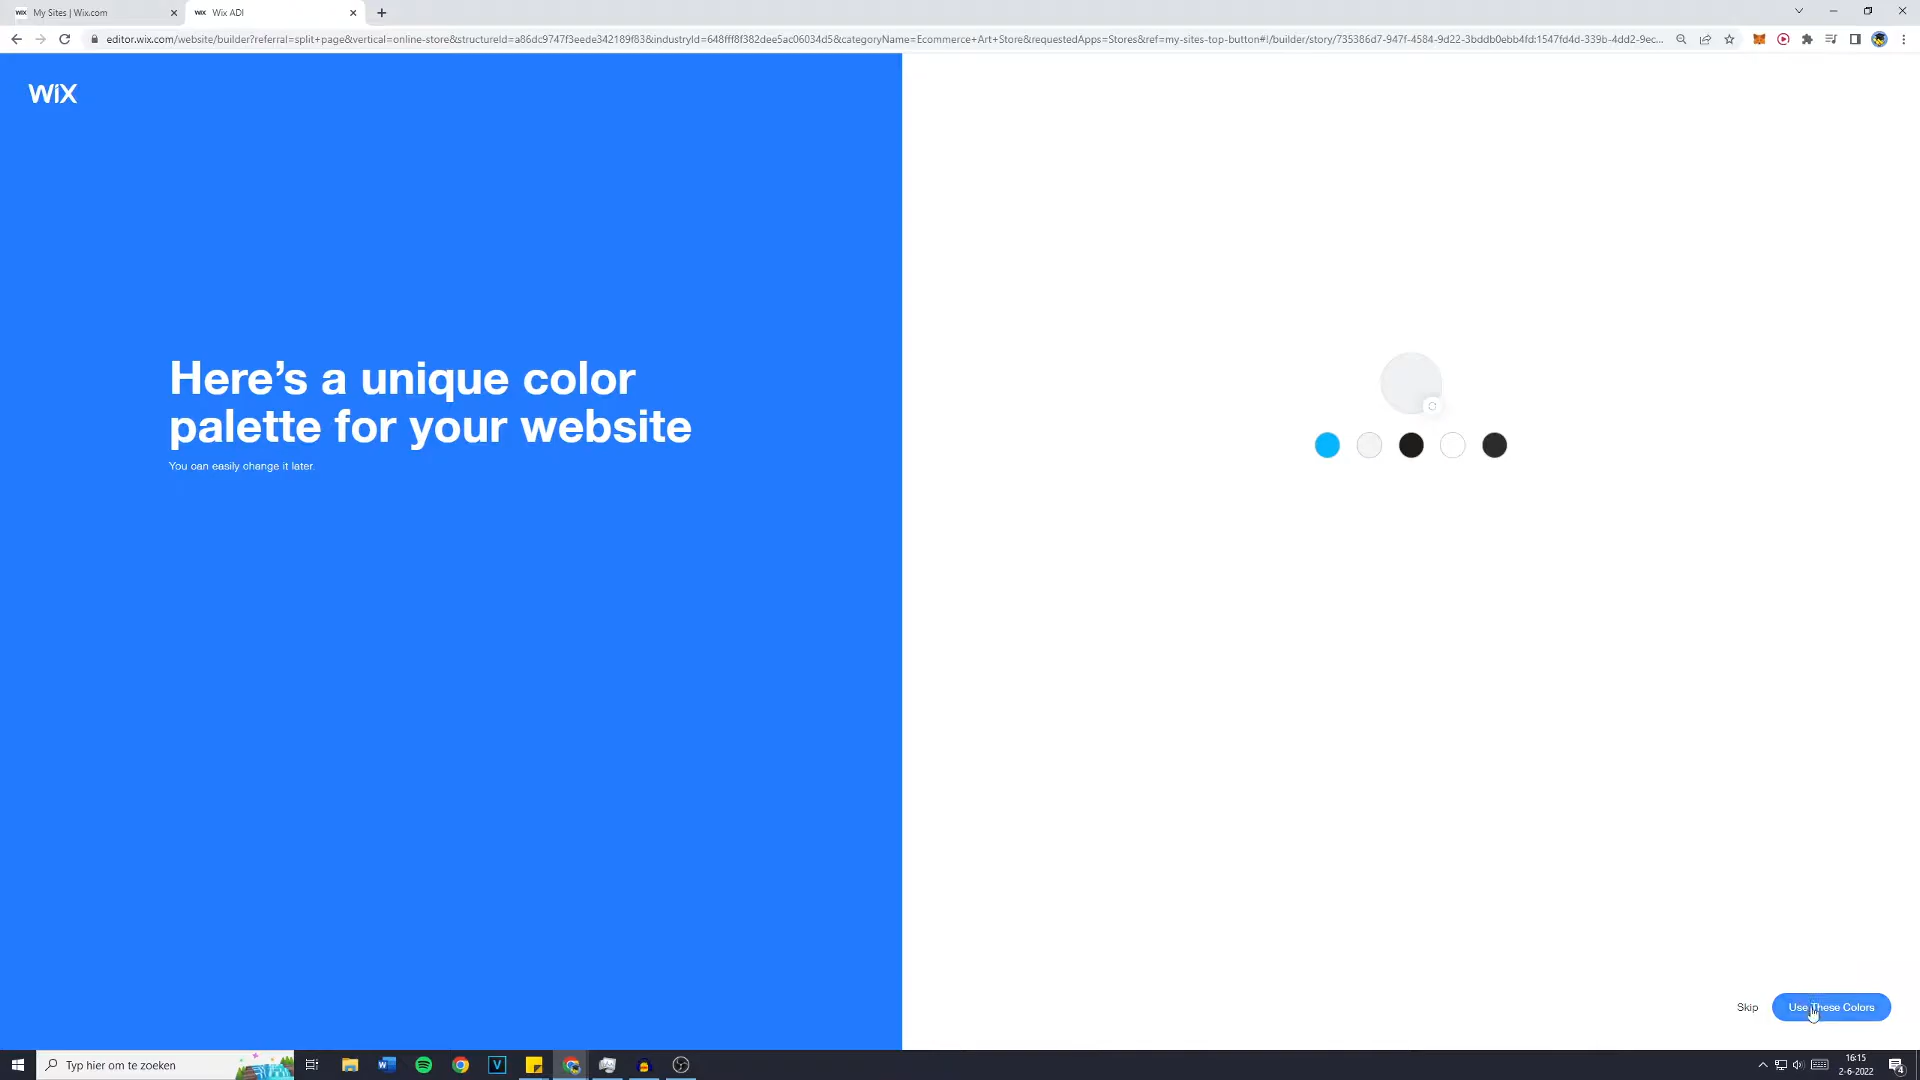 My Sites | Wix.com
Wix ADI
editor.wix.com/website/builder?referral=split+page&vertical=online-store&structureId=a86dc9747f3eede342189f83&industryId=648fff8f382dee5ac06034d5&categoryName=Ecommerce+Art+Store&requestedApps=Stores&ref=my-sites-top-button#!/builder/story/735386d7-947f-4584-9d22-3bddb0ebb4fd:1547fd4d-339b-4dd2-9ec...
WiX
Here's a unique color
palette for your website
You can easily change it later.
Skip
Use These Colors
Typ hier om te zoeken
16:15
2-6-2022